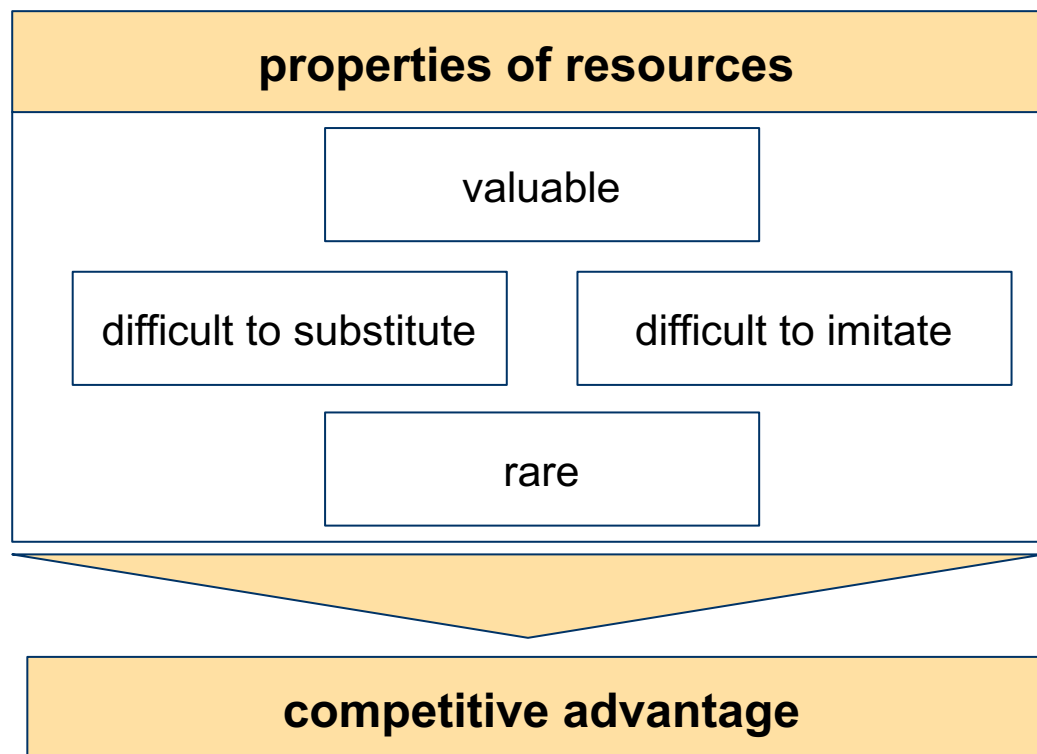 properties of resources
valuable
difficult to substitute
difficult to imitate
rare
competitive advantage